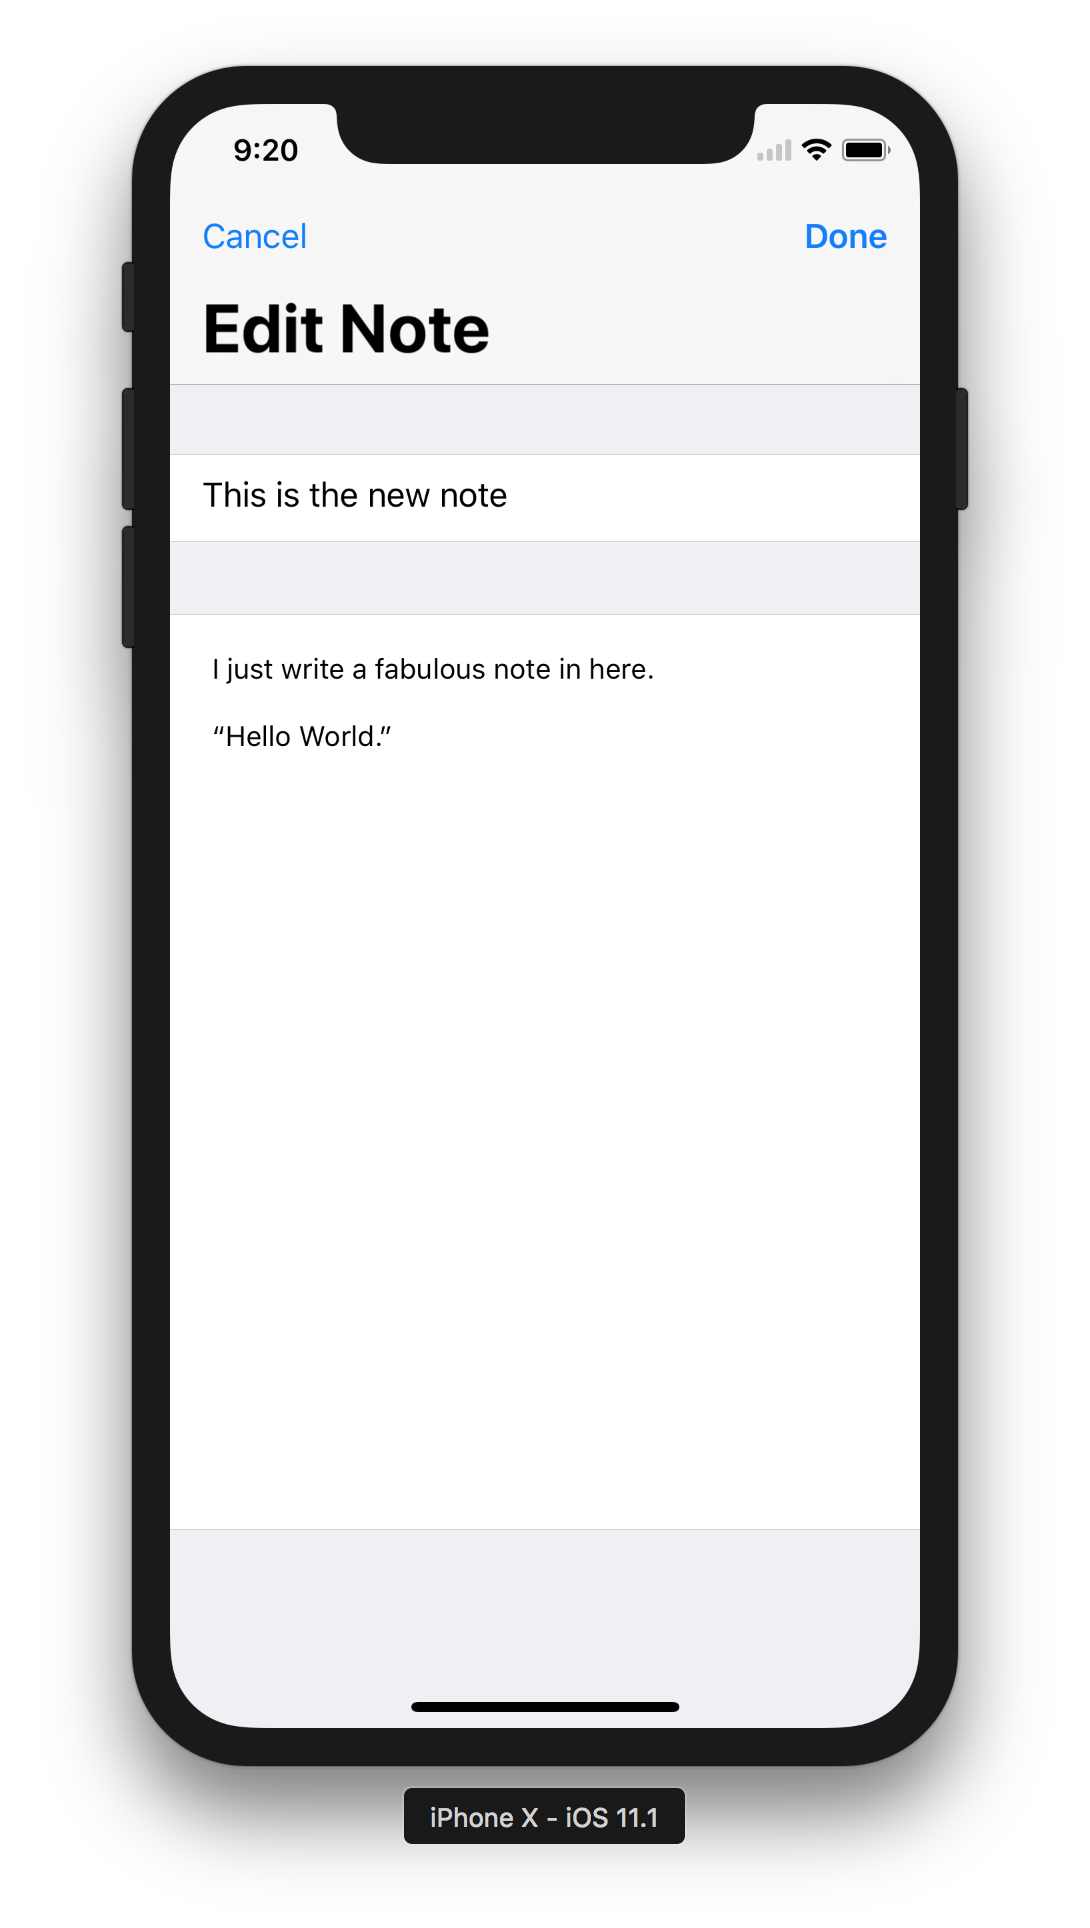 9:20
Cancel
Done
Edit Note
This is the new note
I just write a fabulous note in here.
“Hello World.”
iPhone X - iOS 11.1